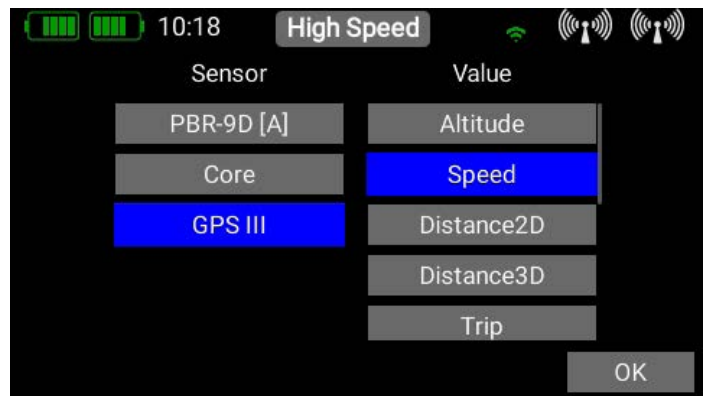 10:18 High Speed
Sensor Value
PBR-9D [A] Altitude
Core Speed
GPS III Distance2D
Distance3D
Trip
OK